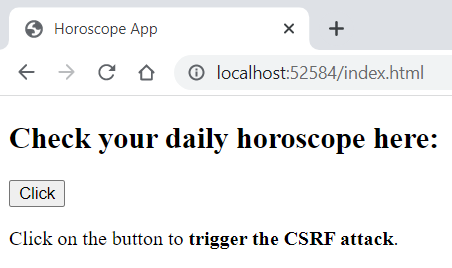 Horoscope App
localhost:52584/index.html
Check your daily horoscope here:
Click
Click on the button to trigger the CSRF attack.